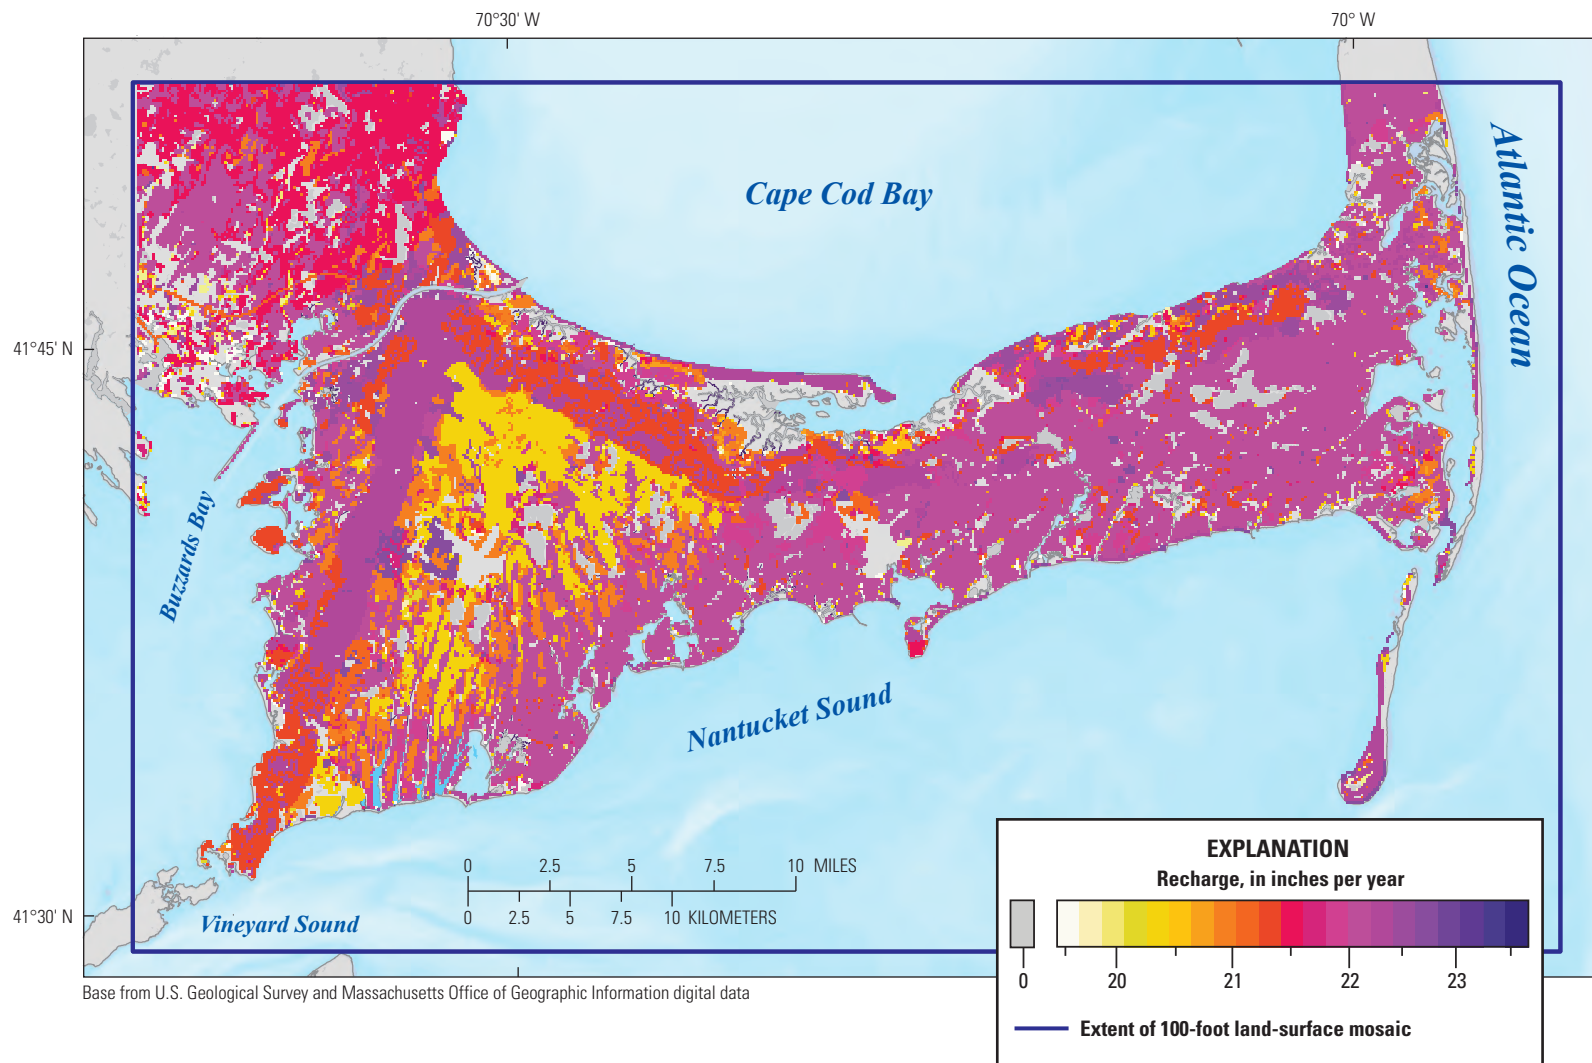 70°30' W
70° W
Cape Cod Bay
Atlantic Ocean
41°45' N
Buzzards Bay
Nantucket Sound
0 2.5 5 7.5 10 MILES
0 2.5 5 7.5 10 KILOMETERS
41°30' N
Vineyard Sound
EXPLANATION
Recharge, in inches per year
0 20 21 22 23
Extent of 100-foot land-surface mosaic
Base from U.S. Geological Survey and Massachusetts Office of Geographic Information digital data